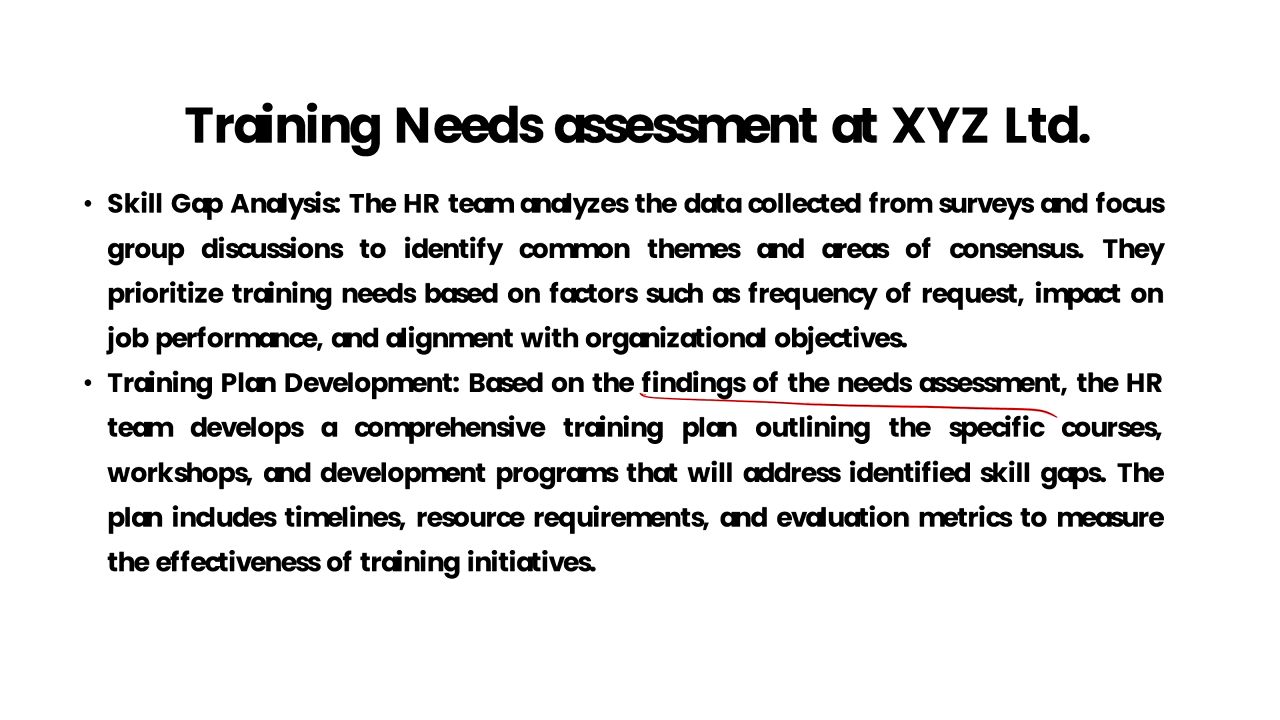 Training Needs assessment at XYZ Ltd.
• Skill Gap Analysis: The HR team analyzes the data collected from surveys and focus
group discussions to identify common themes and areas of consensus. They
prioritize training needs based on factors such as frequency of request, impact on
job performance, and alignment with organizational objectives.
• Training Plan Development: Based on the findings of the needs assessment, the HR
team develops a comprehensive training plan outlining the specific courses,
workshops, and development programs that will address identified skill gaps. The
plan includes timelines, resource requirements, and evaluation metrics to measure
the effectiveness of training initiatives.